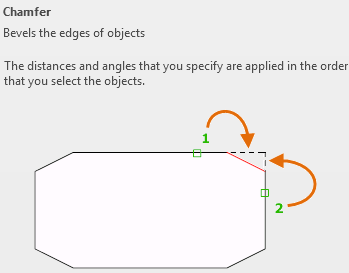 Chamfer
Bevels the edges of objects
The distances and angles that you specify are applied in the order
that you select the objects.
1
2